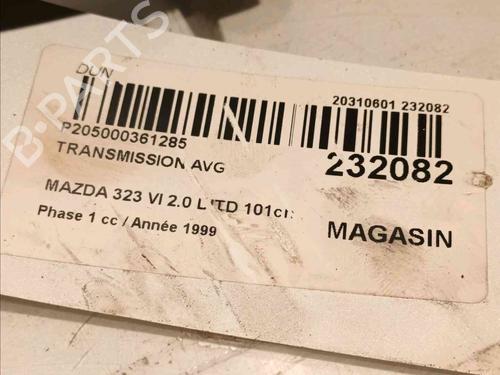 B-PARTS
DUN
20310601 232082
P205000361285
TRANSMISSION AVG
232082
MAZDA 323 VI 2.0 L
101ch
Phase 1 cc / Année 1999
MAGASIN